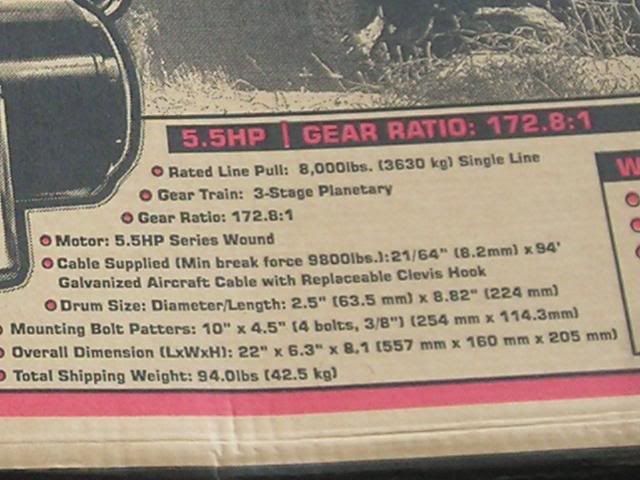 5.5HP | GEAR RATIO: 172.8:1
Rated Line Pull: 8,000lbs. (3630 kg) Single Line
Gear Train: 3-Stage Planetary
Gear Ratio: 172.8:1
Motor: 5.5HP Series Wound
Cable Supplied (Min break force 9800lbs.):21/64" (8.2mm) x 94'
Galvanized Aircraft Cable with Replaceable Clevis Hook
Drum Size: Diameter/Length: 2.5" (63.5 mm) x 8.82" (224 mm)
Mounting Bolt Patters: 10" x 4.5" (4 bolts, 3/8") (254 mm x 114.3mm)
Overall Dimension (LxWxH): 22" x 6.3" x 8.1 (557 mm x 160 mm x 205 mm)
Total Shipping Weight: 94.0lbs (42.5 kg)